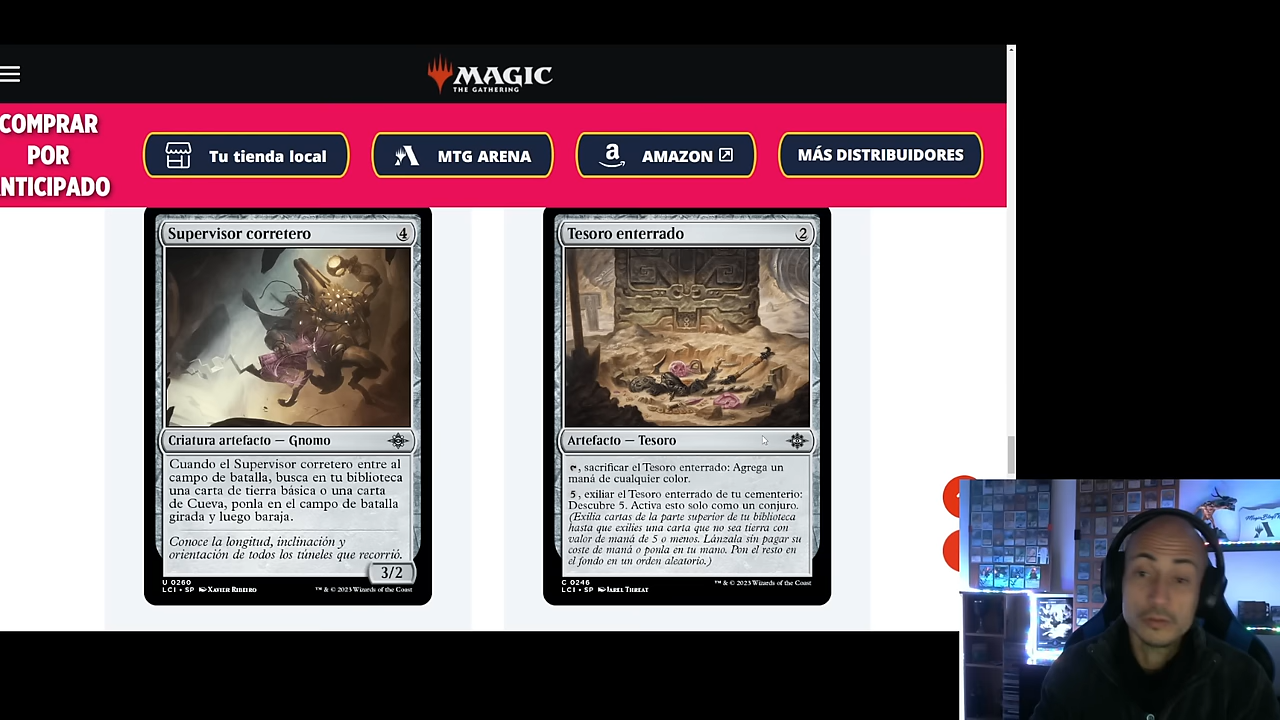 MAGIC
THE GATHERING
COMPRAR
POR
NTICIPADO
Tu tienda local
MTG ARENA
AMAZON
MÁS DISTRIBUIDORES
Supervisor corretero 4
Criatura artefacto — Gnomo
Cuando el Supervisor corretero entre al
campo de batalla, busca en tu biblioteca
una carta de tierra básica o una carta
de Cueva, ponla en el campo de batalla
girada y luego baraja.
Conoce la longitud, inclinación y
orientación de todos los túneles que recorrió.
3/2
U 0260
LCI • SP XAVIER RIBEIRO
™ & © 2023 Wizards of the Coast
Tesoro enterrado 2
Artefacto — Tesoro
, sacrificar el Tesoro enterrado: Agrega un
maná de cualquier color.
5, exiliar el Tesoro enterrado de tu cementerio:
Descubre 5. Activa esto solo como un conjuro.
(Exilia cartas de la parte superior de tu biblioteca
hasta que exilies una carta que no sea tierra con
valor de maná de 5 o menos. Lánzala sin pagar su
coste de maná o ponla en tu mano. Pon el resto en
el fondo en un orden aleatorio.)
C 0246
LCI • SP JAREL THREAT
™ & © 2023 Wizards of the Coast